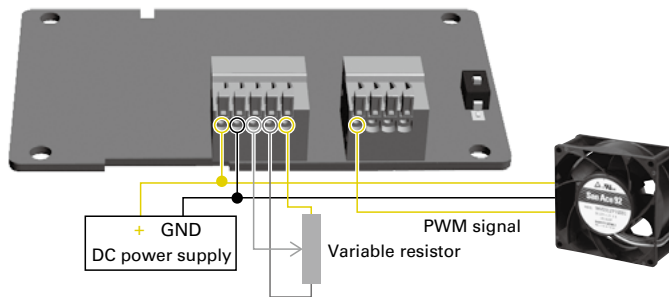 San Ace 92
PWM signal
+ GND
DC power supply
Variable resistor